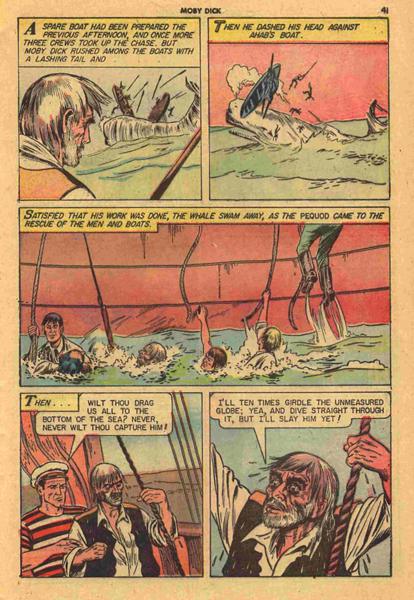 MOBY DICK
41
A SPARE BOAT HAD BEEN PREPARED THE
PREVIOUS AFTERNOON, AND ONCE MORE
THREE CREWS TOOK UP THE CHASE, BUT
MOBY DICK RUSHED AMONG THE BOATS WITH
A LASHING TAIL AND
THEN HE DASHED HIS HEAD AGAINST
AHAB'S BOAT.
SATISFIED THAT HIS WORK WAS DONE, THE WHALE SWAM AWAY, AS THE PEQUOD CAME TO THE
RESCUE OF THE MEN AND BOATS.
THEN....
WILT THOU DRAG
US ALL TO THE
BOTTOM OF THE SEA? NEVER,
NEVER WILT THOU CAPTURE HIM!
I'LL TEN TIMES GIRDLE THE UNMEASURED
GLOBE; YEA, AND DIVE STRAIGHT THROUGH
IT, BUT I'LL SLAY HIM YET!